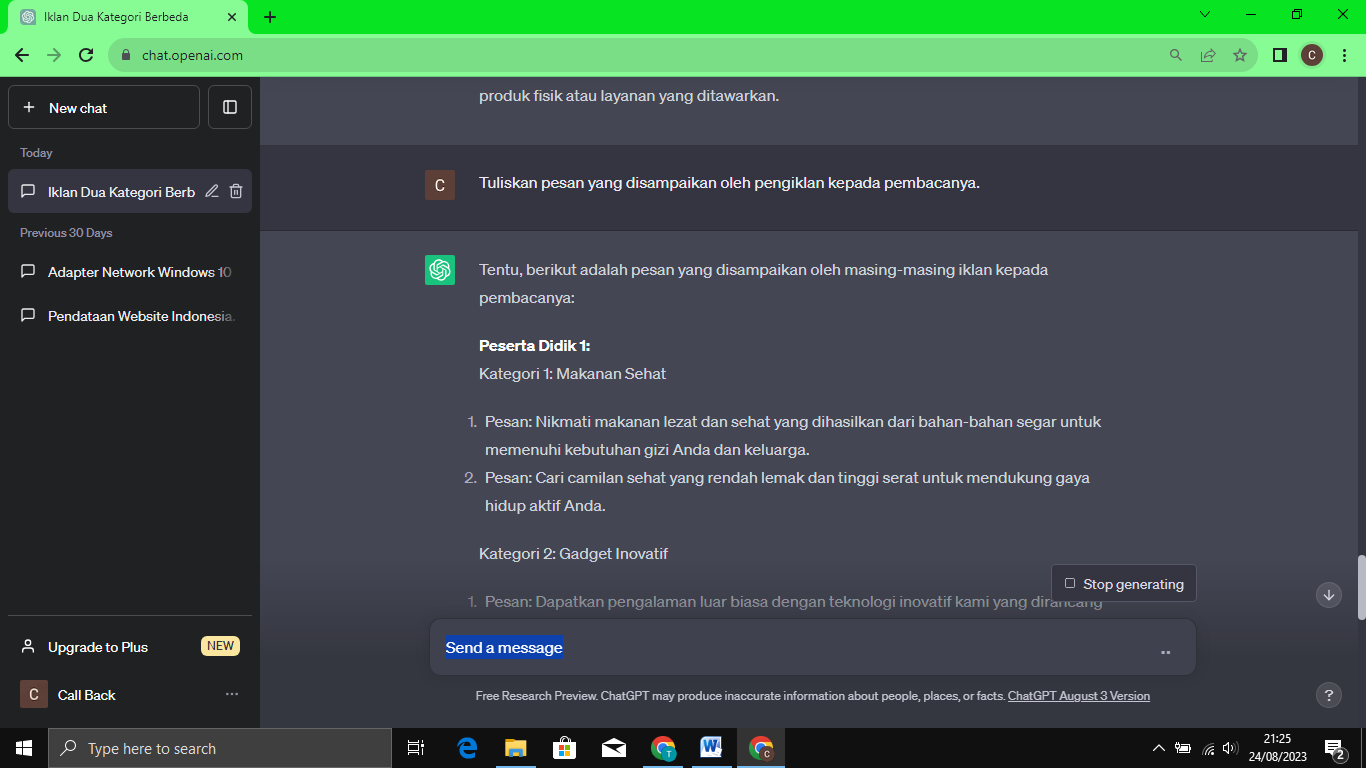 Iklan Dua Kategori Berbeda
chat.openai.com
C
New chat
Today
Iklan Dua Kategori Berb
Previous 30 Days
Adapter Network Windows 10
Pendataan Website Indonesia.
Upgrade to Plus NEW
C Call Back
produk fisik atau layanan yang ditawarkan.
C Tuliskan pesan yang disampaikan oleh pengiklan kepada pembacanya.
Tentu, berikut adalah pesan yang disampaikan oleh masing-masing iklan kepada
pembacanya:
Peserta Didik 1:
Kategori 1: Makanan Sehat
1. Pesan: Nikmati makanan lezat dan sehat yang dihasilkan dari bahan-bahan segar untuk
memenuhi kebutuhan gizi Anda dan keluarga.
2. Pesan: Cari camilan sehat yang rendah lemak dan tinggi serat untuk mendukung gaya
hidup aktif Anda.
Kategori 2: Gadget Inovatif
1. Pesan: Dapatkan pengalaman luar biasa dengan teknologi inovatif kami yang dirancang
Stop generating
Send a message
Free Research Preview. ChatGPT may produce inaccurate information about people, places, or facts. ChatGPT August 3 Version
?
Type here to search
T
W
C
21:25
24/08/2023
2